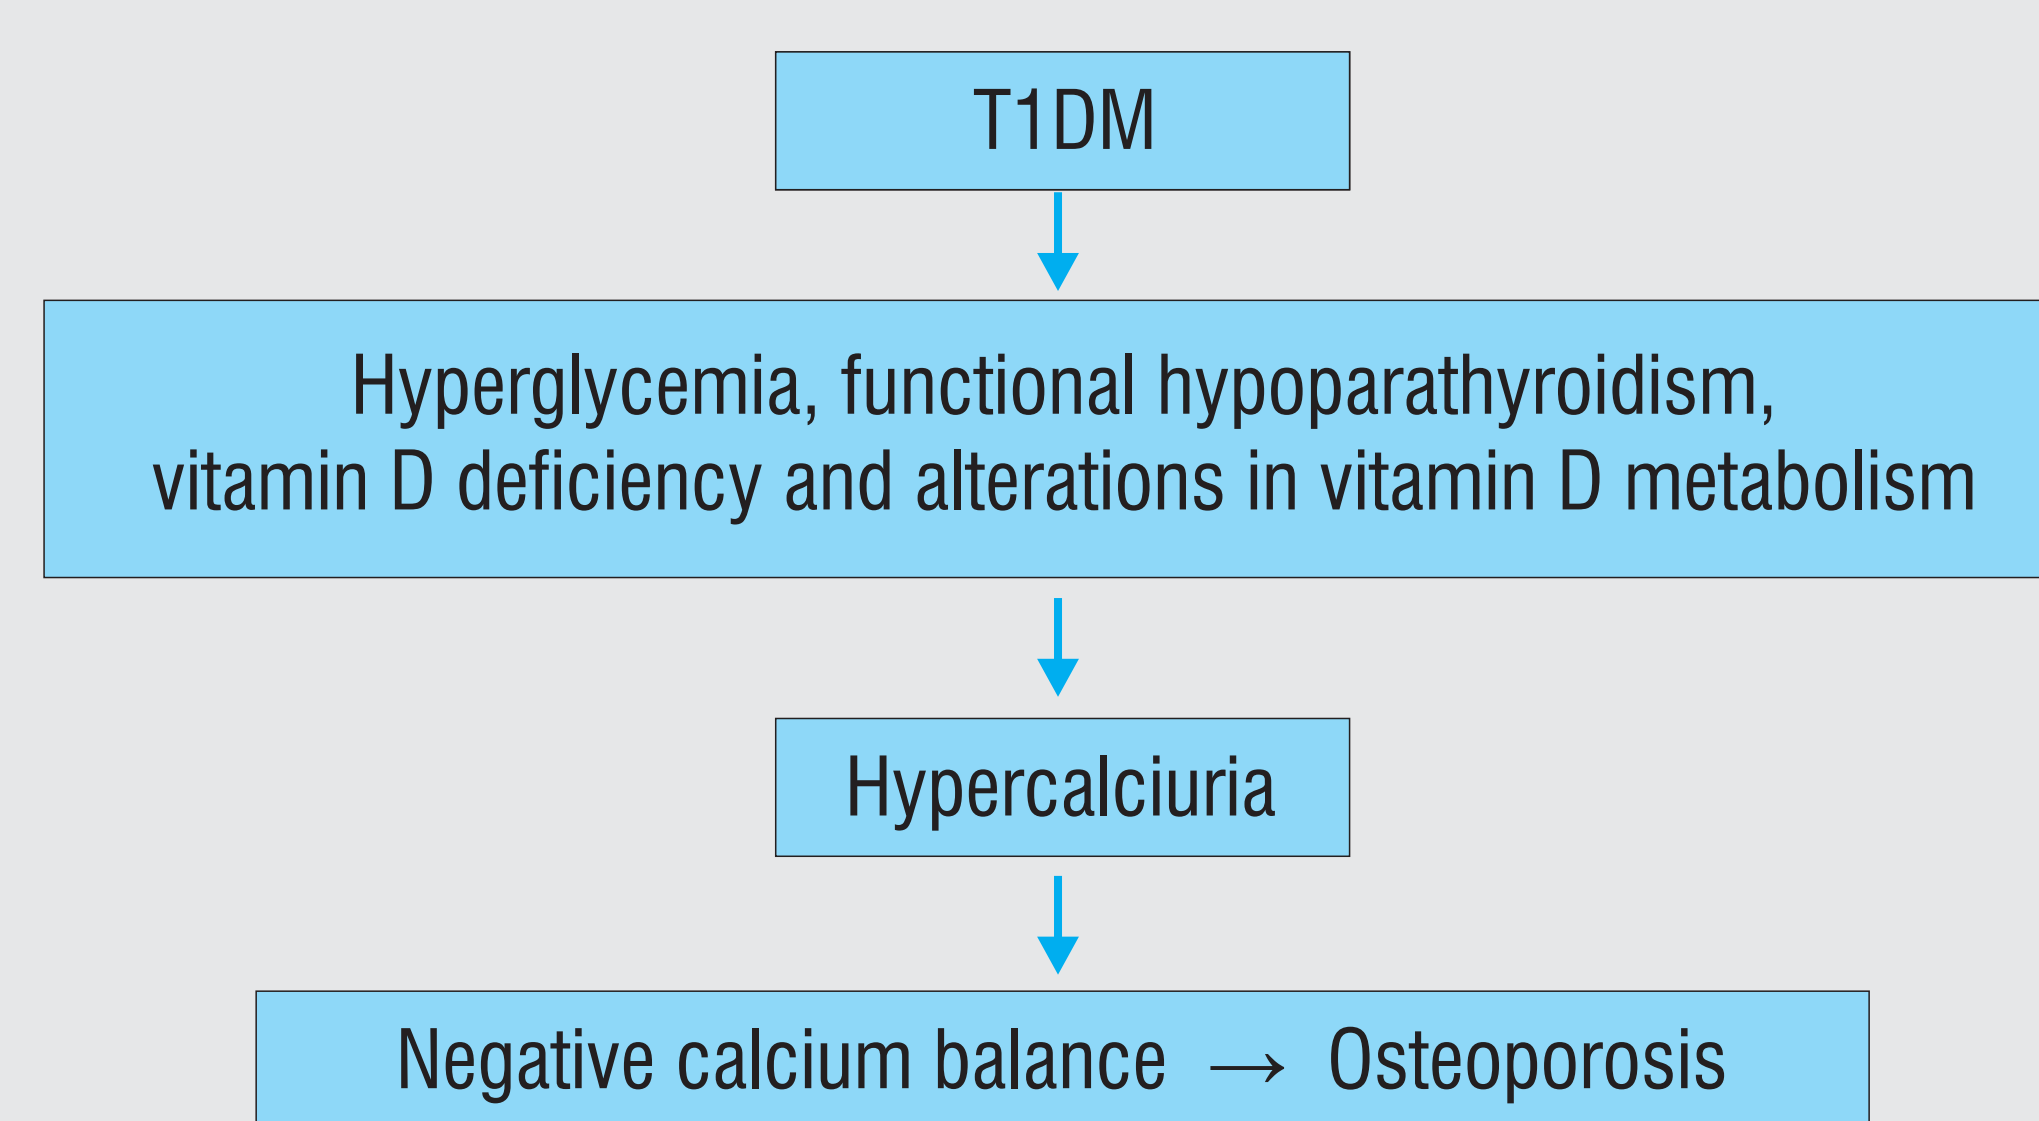 T1DM
Hyperglycemia, functional hypoparathyroidism,
vitamin D deficiency and alterations in vitamin D metabolism
Hypercalciuria
Negative calcium balance → Osteoporosis